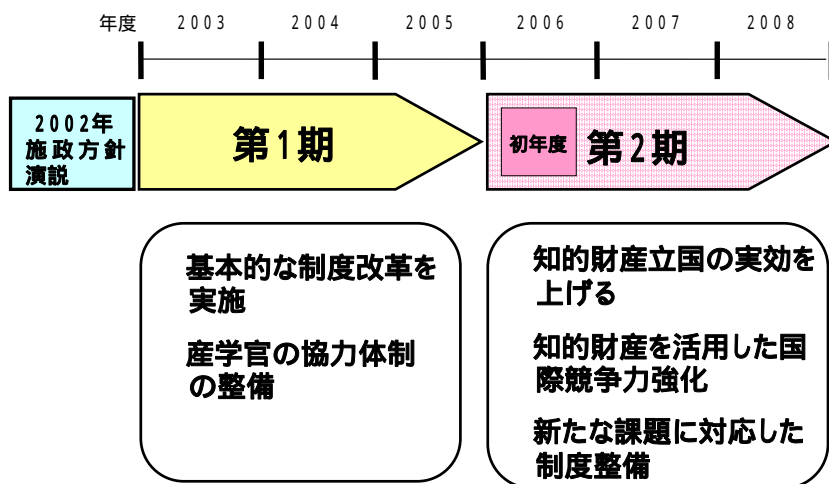 年度 2003 2004 2005 2006 2007 2008
2002年
施政方針
演説
第1期
初年度
第2期
基本的な制度改革を
実施
産学官の協力体制
の整備
知的財産立国の実効を
上げる
知的財産を活用した国
際競争力強化
新たな課題に対応した
制度整備